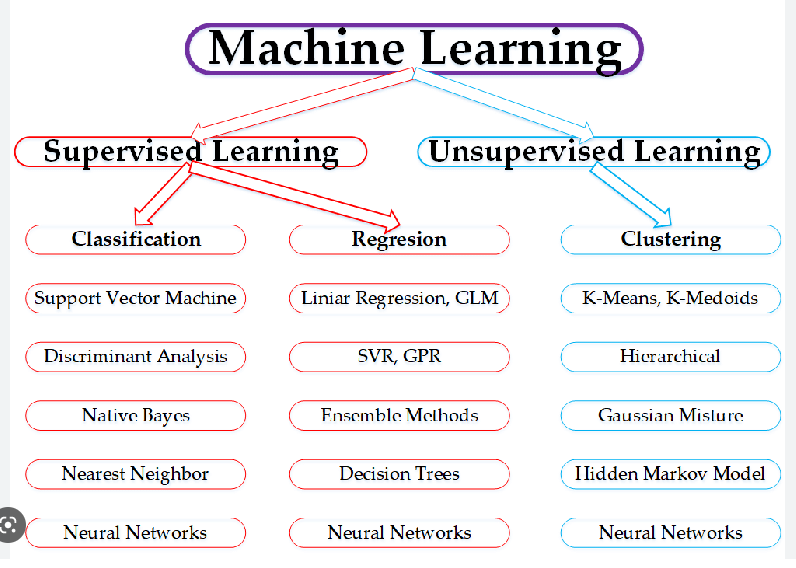 Machine Learning
Supervised Learning
Unsupervised Learning
Classification
Regresion
Clustering
Support Vector Machine
Liniar Regression, GLM
K-Means, K-Medoids
Discriminant Analysis
SVR, GPR
Hierarchical
Native Bayes
Ensemble Methods
Gaussian Misture
Nearest Neighbor
Decision Trees
Hidden Markov Model
Neural Networks
Neural Networks
Neural Networks